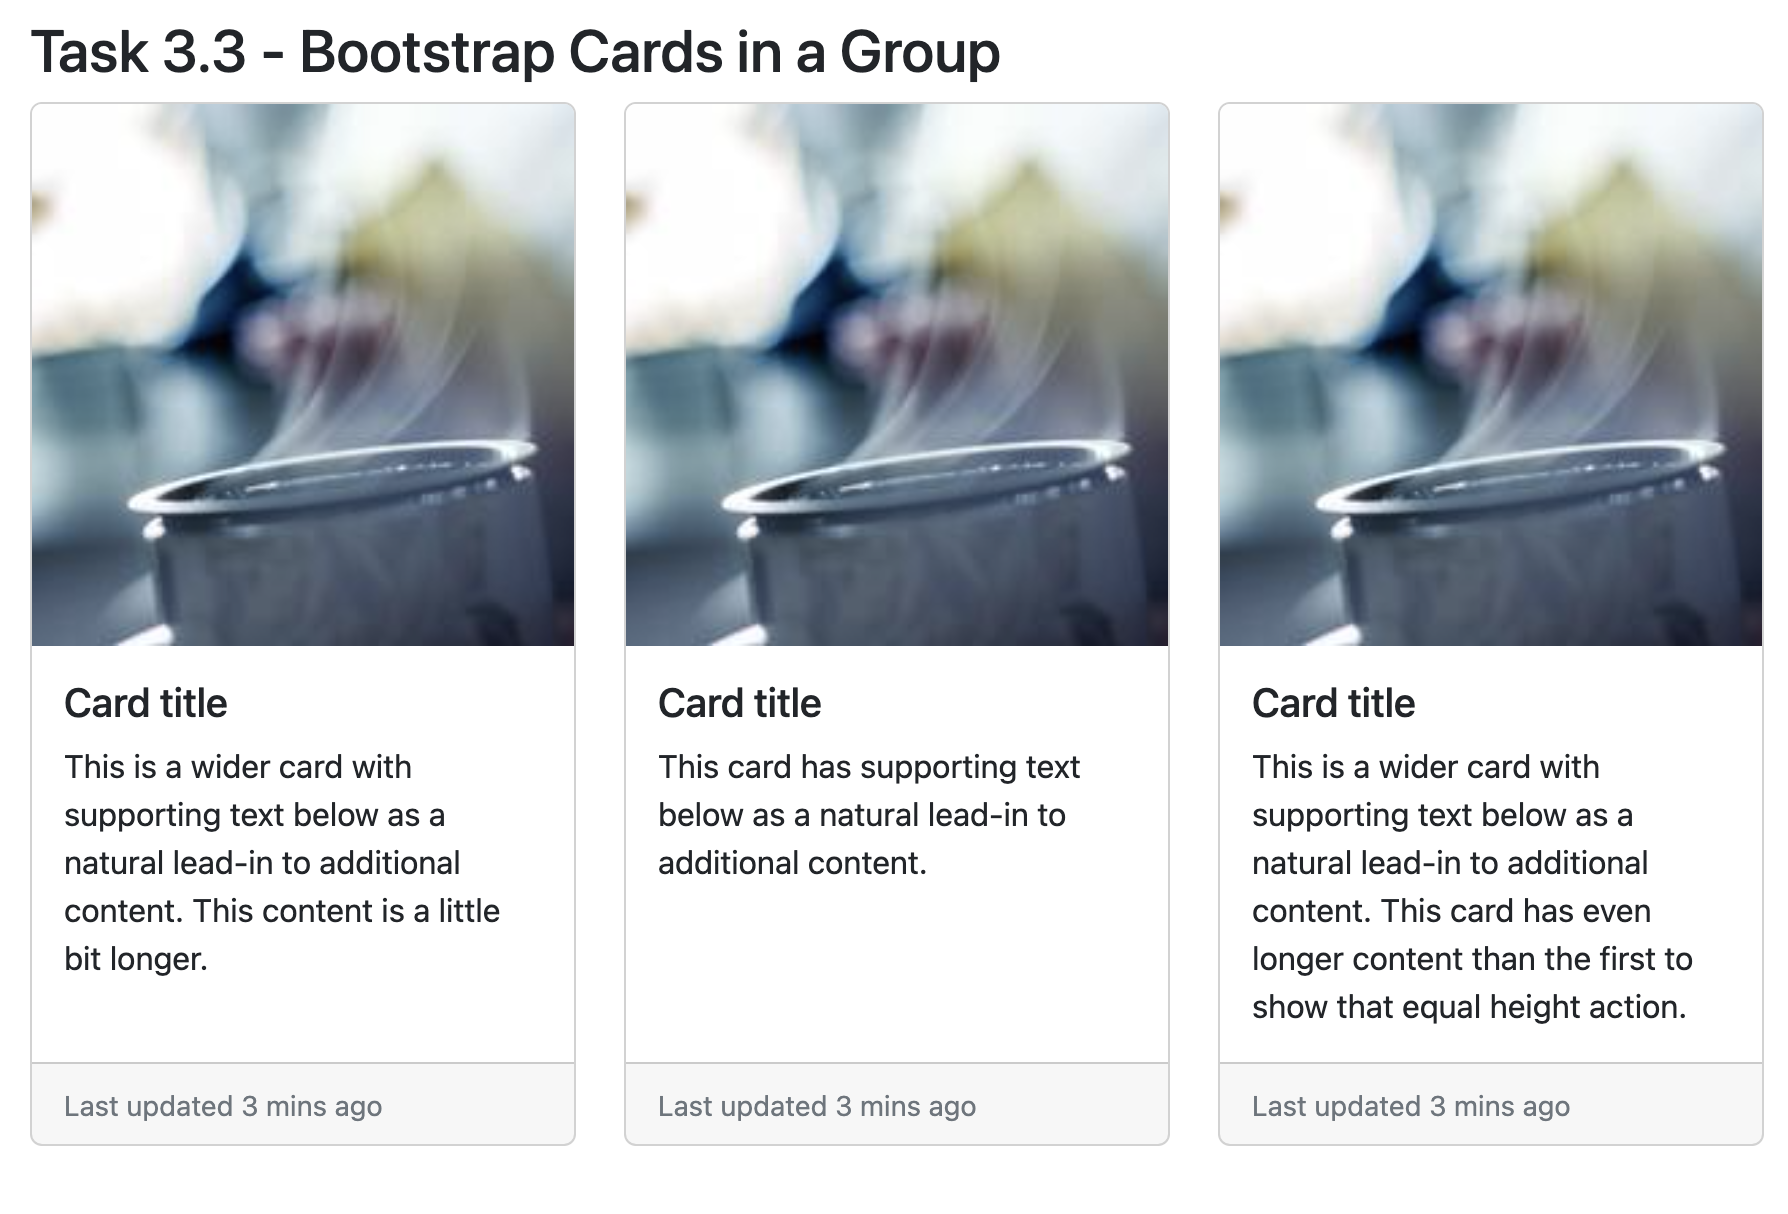 Task 3.3 - Bootstrap Cards in a Group
Card title
This is a wider card with
supporting text below as a
natural lead-in to additional
content. This content is a little
bit longer.
Last updated 3 mins ago
Card title
This card has supporting text
below as a natural lead-in to
additional content.
Last updated 3 mins ago
Card title
This is a wider card with
supporting text below as a
natural lead-in to additional
content. This card has even
longer content than the first to
show that equal height action.
Last updated 3 mins ago